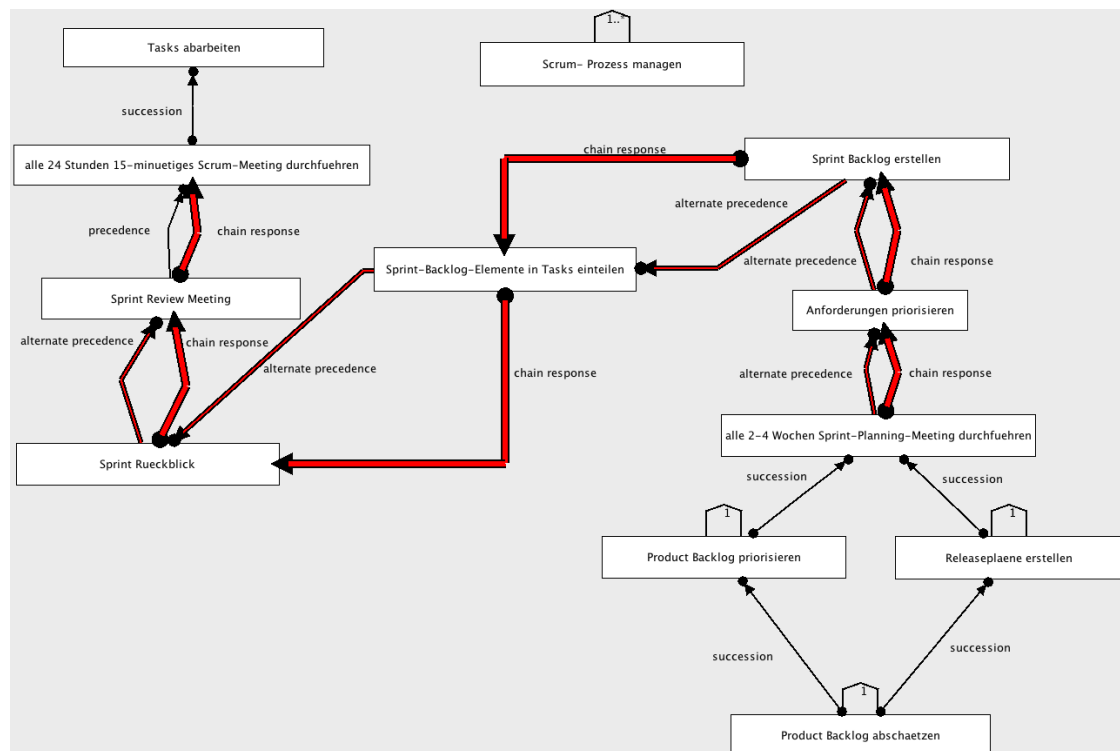 1..*
Tasks abarbeiten
Scrum- Prozess managen
succession
alle 24 Stunden 15-minuetiges Scrum-Meeting durchfuehren
chain response
Sprint Backlog erstellen
precedence
chain response
alternate precedence
Sprint-Backlog-Elemente in Tasks einteilen
alternate precedence
chain response
Sprint Review Meeting
Anforderungen priorisieren
alternate precedence
chain response
alternate precedence
chain response
alternate precedence
chain response
alle 2-4 Wochen Sprint-Planning-Meeting durchfuehren
Sprint Rueckblick
succession
succession
1
1
Product Backlog priorisieren
Releaseplaene erstellen
succession
succession
1
Product Backlog abschaetzen